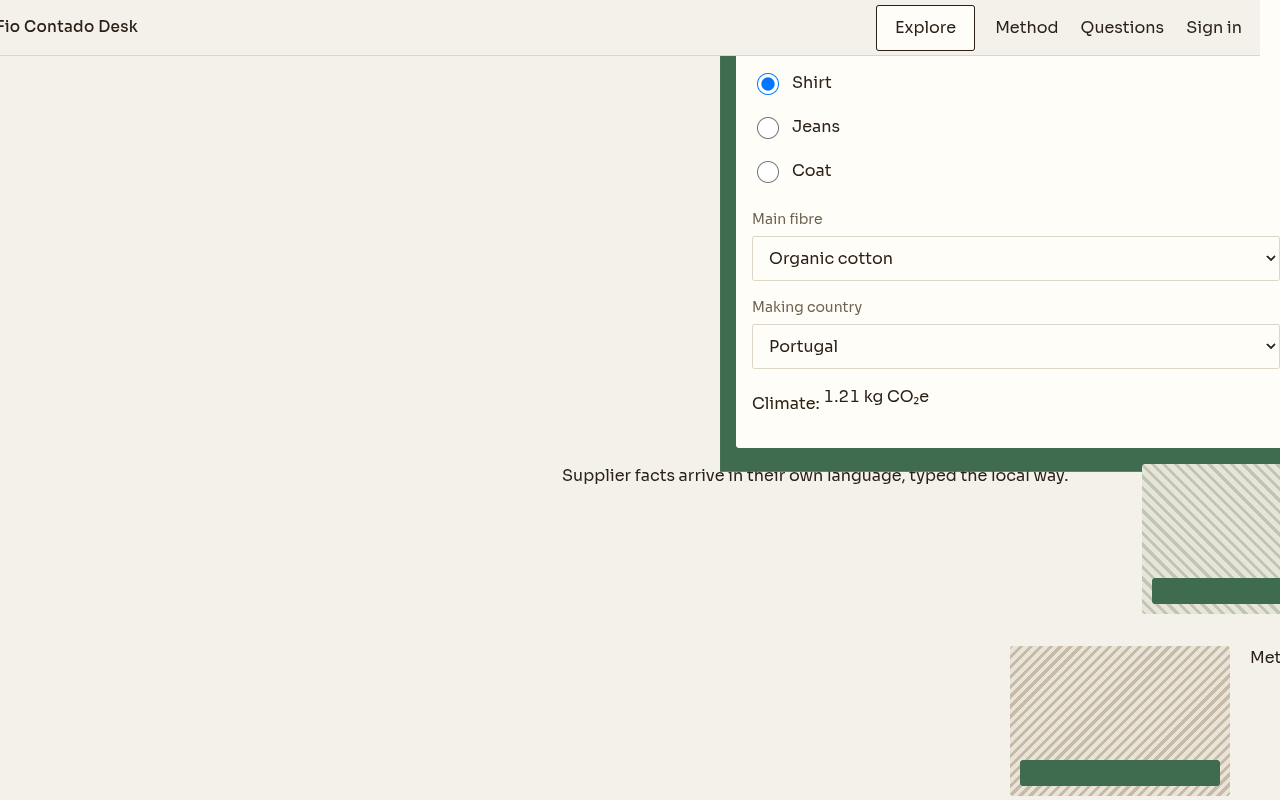 Fio Contado Desk
Explore
Method
Questions
Sign in
Shirt
Jeans
Coat
Main fibre
Organic cotton
Making country
Portugal
Climate: 1.21 kg CO₂e
Supplier facts arrive in their own language, typed the local way.